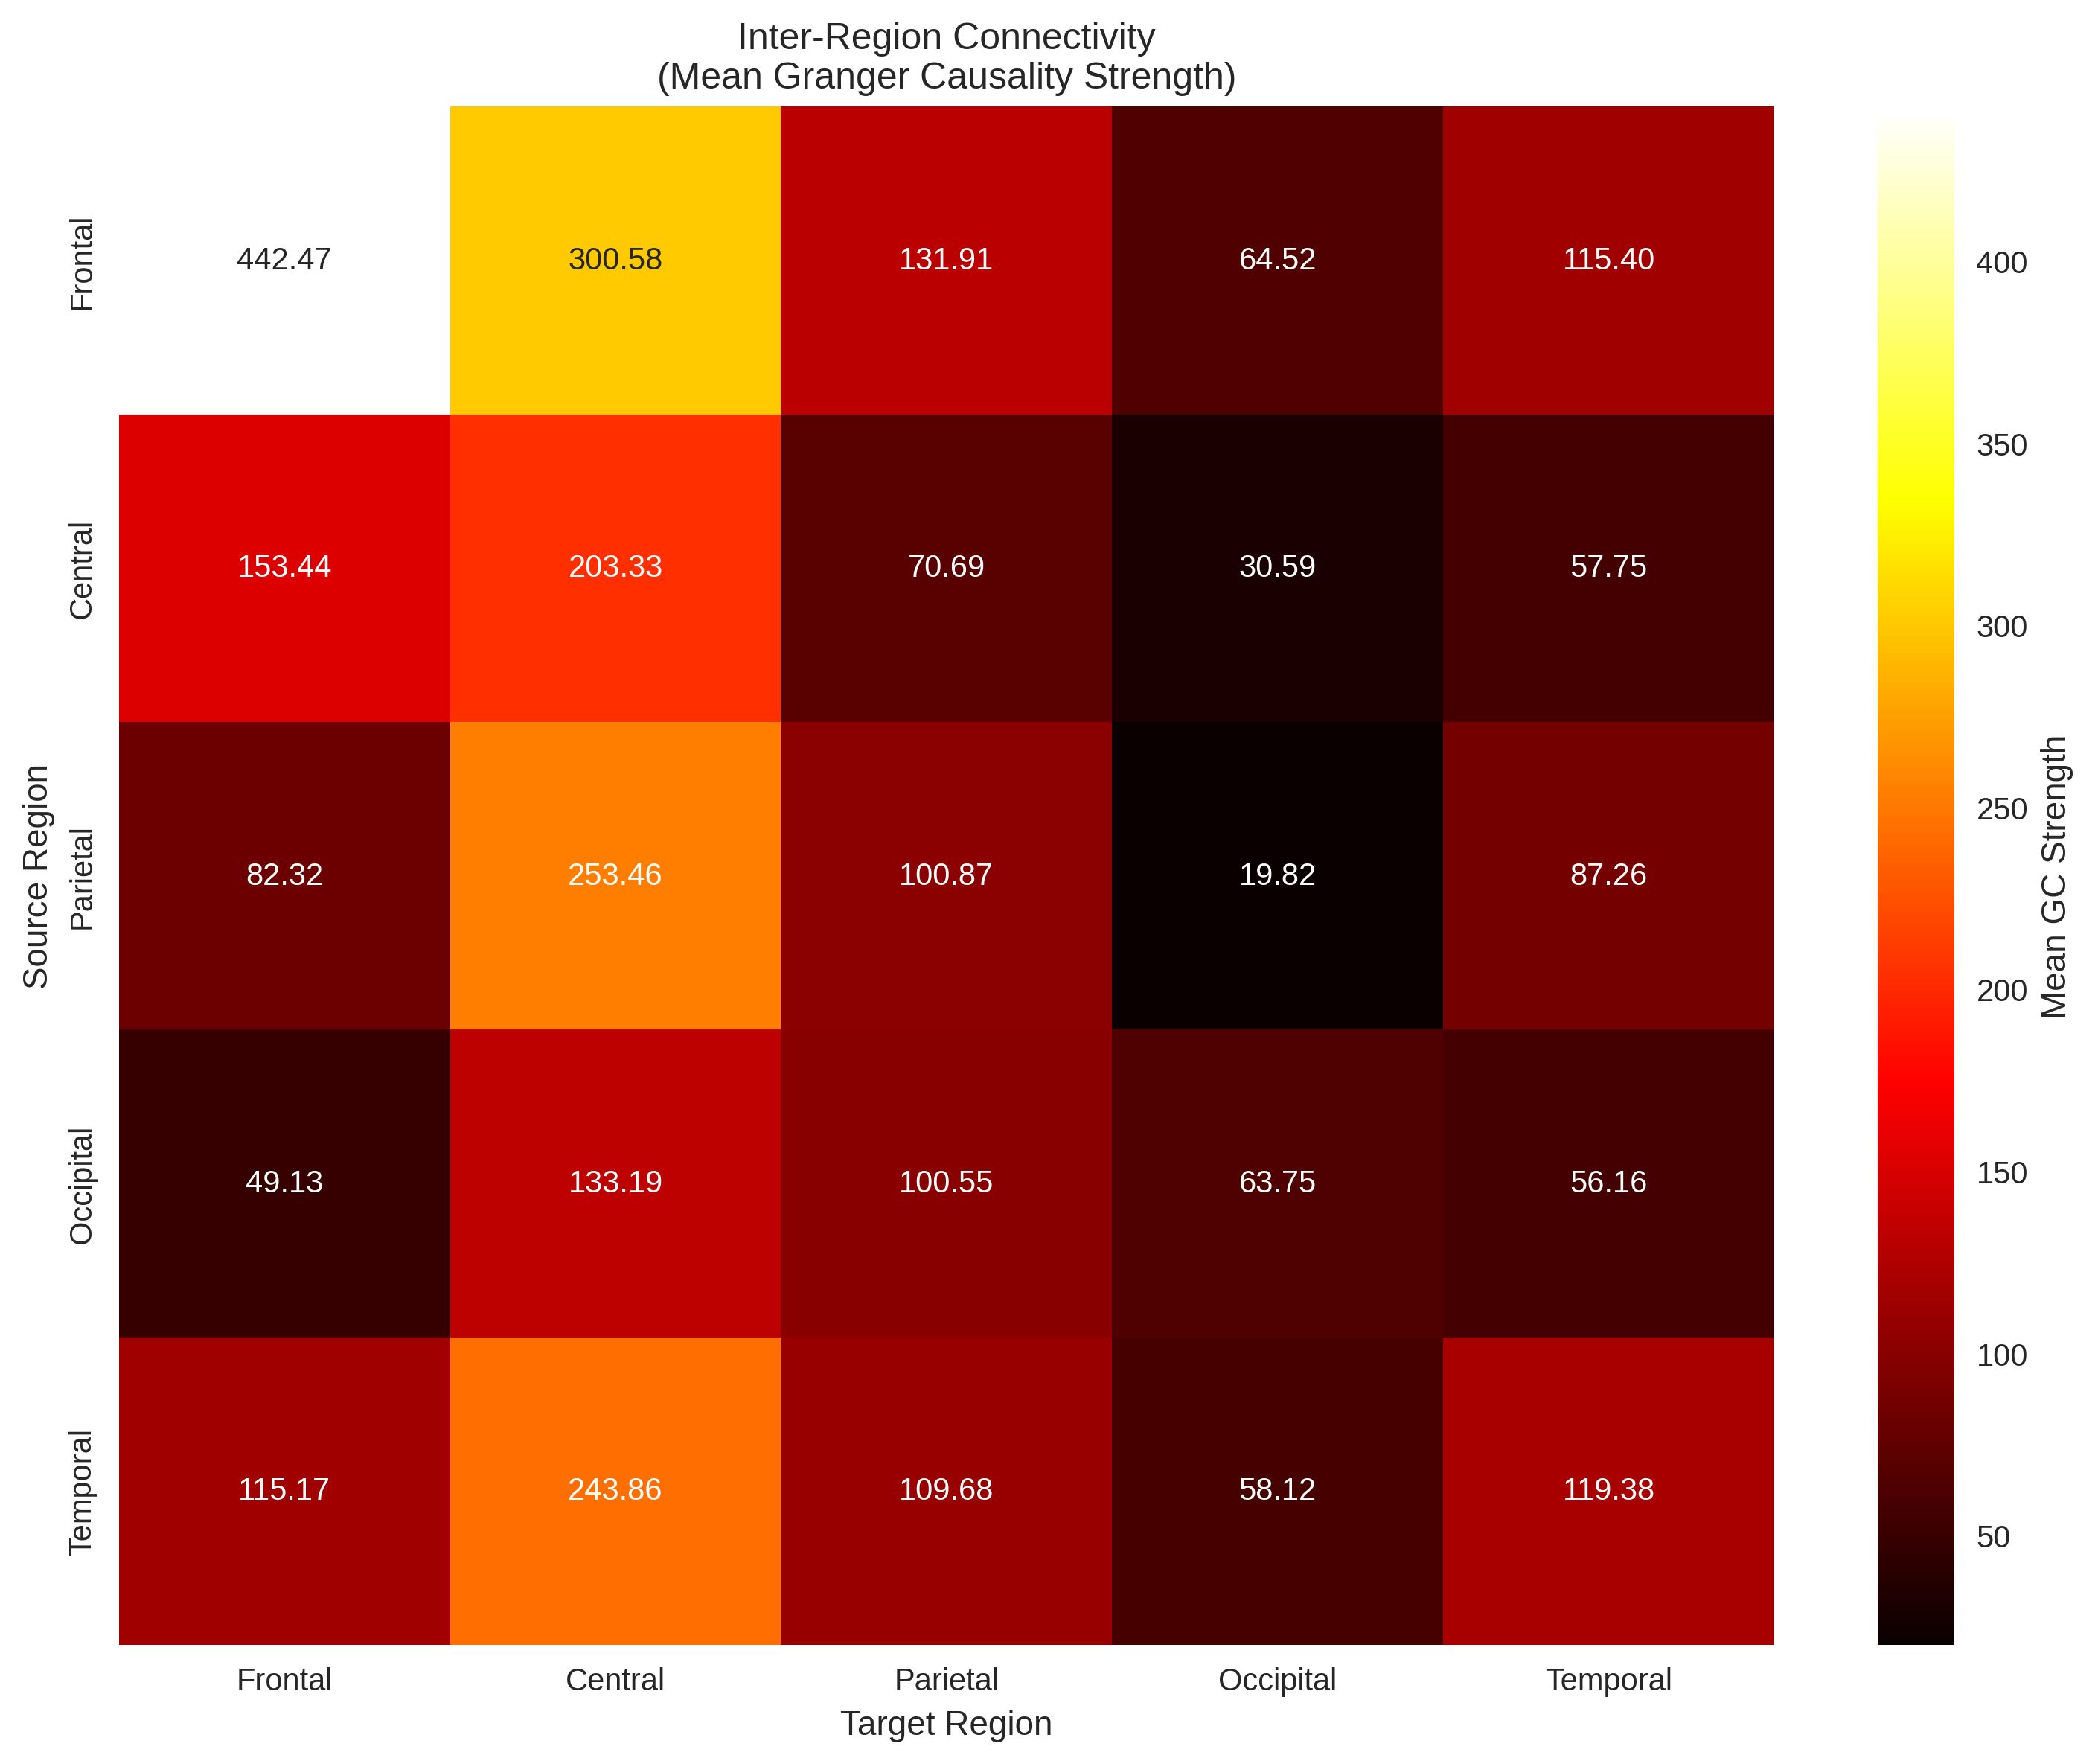 Inter-Region Connectivity
(Mean Granger Causality Strength)
Source Region
Frontal
442.47 300.58 131.91 64.52 115.40
Central
153.44 203.33 70.69 30.59 57.75
Parietal
82.32 253.46 100.87 19.82 87.26
Occipital
49.13 133.19 100.55 63.75 56.16
Temporal
115.17 243.86 109.68 58.12 119.38
Frontal Central Parietal Occipital Temporal
Target Region
400
350
300
250
200
150
100
50
Mean GC Strength